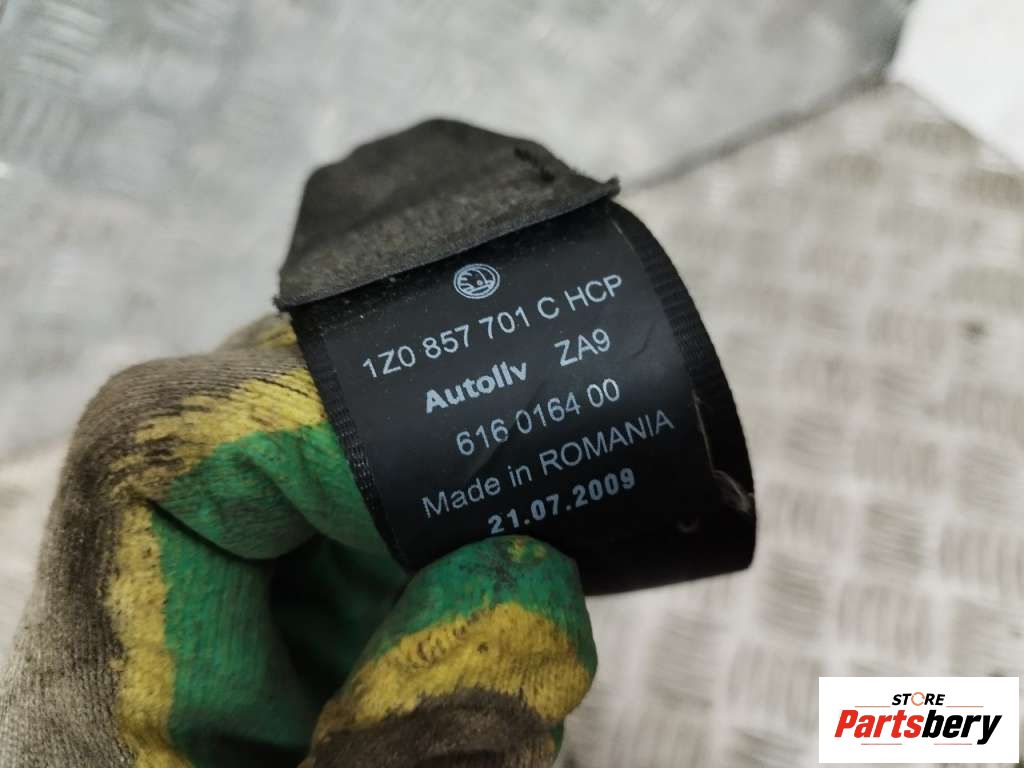 1Z0 857 701 C HCP
Autoliv ZA9
616 0164 00
Made in ROMANIA
21.07.2009
STORE
Partsbery